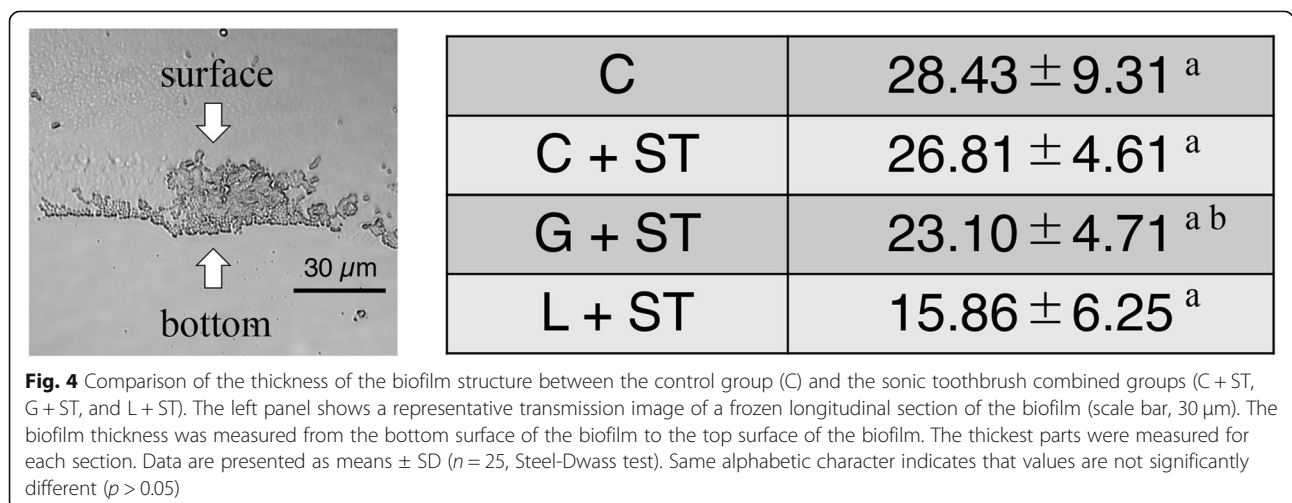 surface
30 µm
bottom
C 28.43 ± 9.31 a
C + ST 26.81 ± 4.61 a
G + ST 23.10 ± 4.71 a b
L + ST 15.86 ± 6.25 a
Fig. 4 Comparison of the thickness of the biofilm structure between the control group (C) and the sonic toothbrush combined groups (C + ST,
G + ST, and L + ST). The left panel shows a representative transmission image of a frozen longitudinal section of the biofilm (scale bar, 30 µm). The
biofilm thickness was measured from the bottom surface of the biofilm to the top surface of the biofilm. The thickest parts were measured for
each section. Data are presented as means ± SD (n = 25, Steel-Dwass test). Same alphabetic character indicates that values are not significantly
different (p > 0.05)